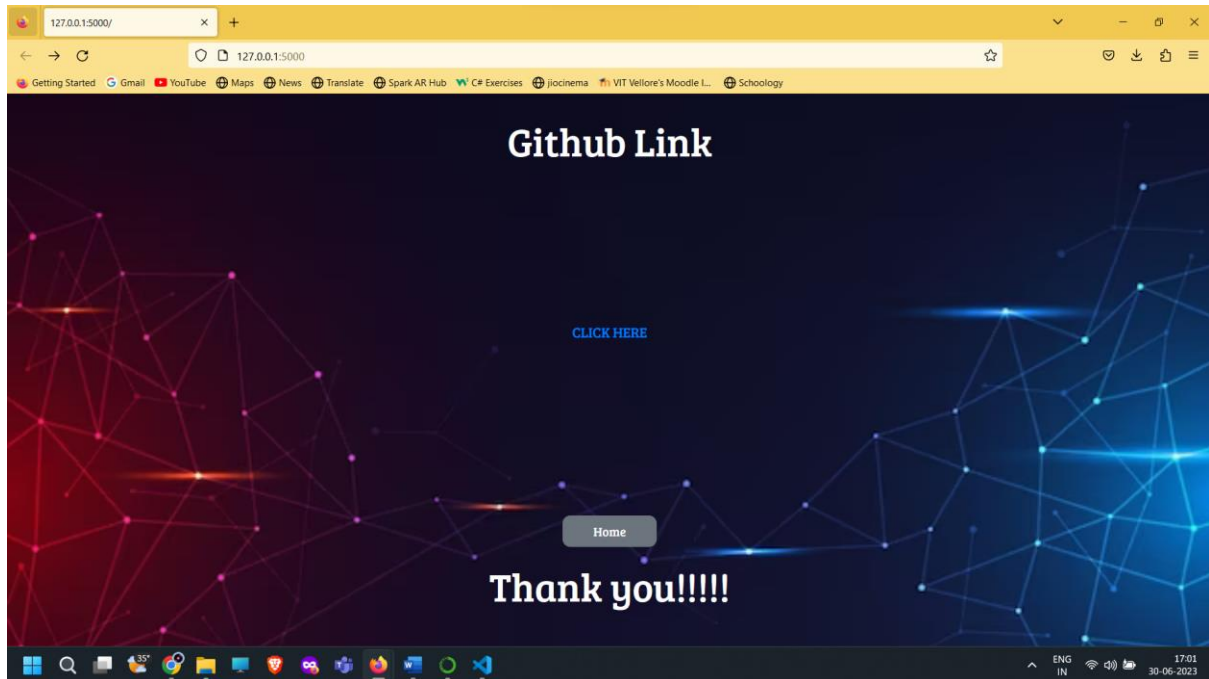 127.0.0.1:5000/
127.0.0.1:5000
Getting Started Gmail YouTube Maps News Translate Spark AR Hub C# Exercises jiocinema VIT Vellore's Moodle I... Schoology
Github Link
CLICK HERE
Home
Thank you!!!!!
35°
ENG
IN
17:01
30-06-2023